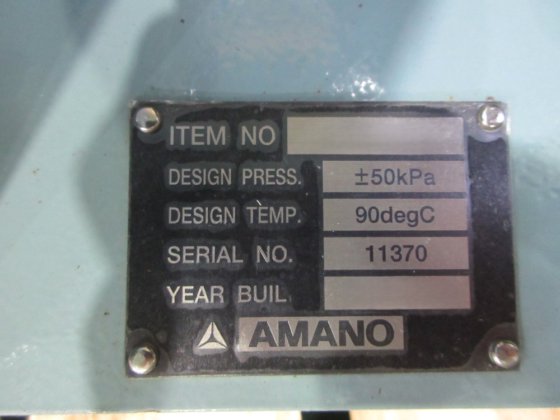 ITEM NO
DESIGN PRESS. ±50kPa
DESIGN TEMP. 90degC
SERIAL NO. 11370
YEAR BUIL
AMANO